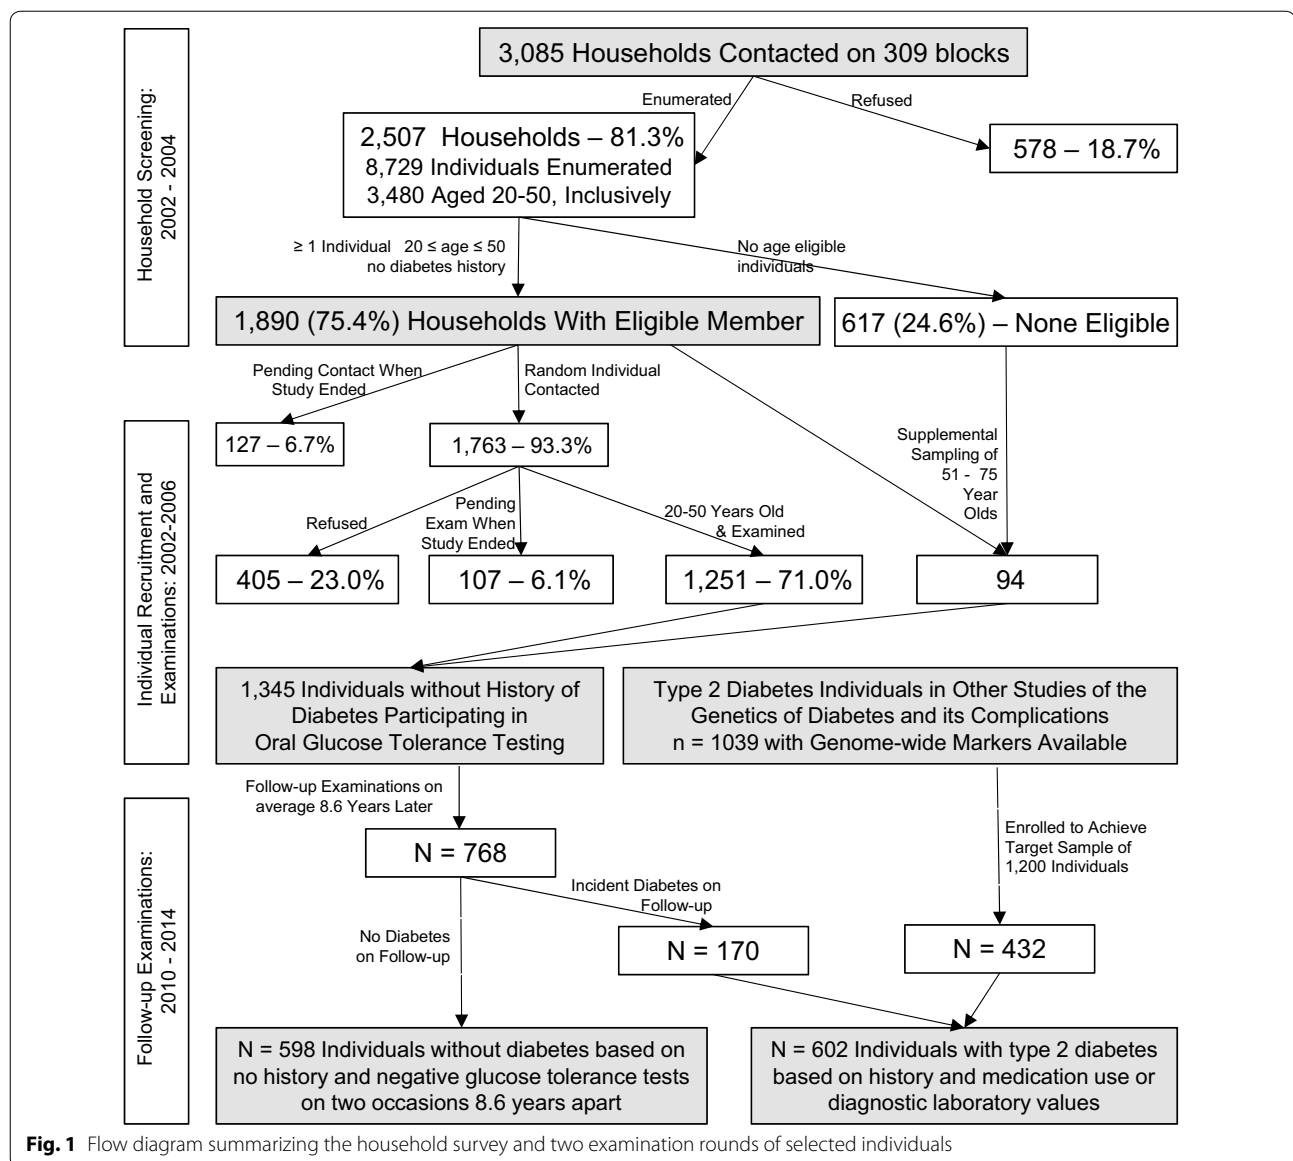 Household Screening:
2002 - 2004
3,085 Households Contacted on 309 blocks
Enumerated
Refused
2,507 Households – 81.3%
8,729 Individuals Enumerated
3,480 Aged 20-50, Inclusively
578 – 18.7%
≥ 1 Individual 20 ≤ age ≤ 50
no diabetes history
No age eligible
individuals
1,890 (75.4%) Households With Eligible Member
617 (24.6%) – None Eligible
Individual Recruitment and
Examinations: 2002-2006
Pending Contact When
Study Ended
Random Individual
Contacted
127 – 6.7%
1,763 – 93.3%
Supplemental
Sampling of
51 - 75
Year
Olds
Refused
Pending
Exam When
Study Ended
20-50 Years Old
& Examined
405 – 23.0%
107 – 6.1%
1,251 – 71.0%
94
1,345 Individuals without History of
Diabetes Participating in
Oral Glucose Tolerance Testing
Type 2 Diabetes Individuals in Other Studies of the
Genetics of Diabetes and its Complications
n = 1039 with Genome-wide Markers Available
Follow-up Examinations:
2010 - 2014
Follow-up Examinations on
average 8.6 Years Later
Enrolled to Achieve
Target Sample of
1,200 Individuals
N = 768
Incident Diabetes on
Follow-up
No Diabetes
on Follow-up
N = 170
N = 432
N = 598 Individuals without diabetes based on
no history and negative glucose tolerance tests
on two occasions 8.6 years apart
N = 602 Individuals with type 2 diabetes
based on history and medication use or
diagnostic laboratory values
Fig. 1 Flow diagram summarizing the household survey and two examination rounds of selected individuals